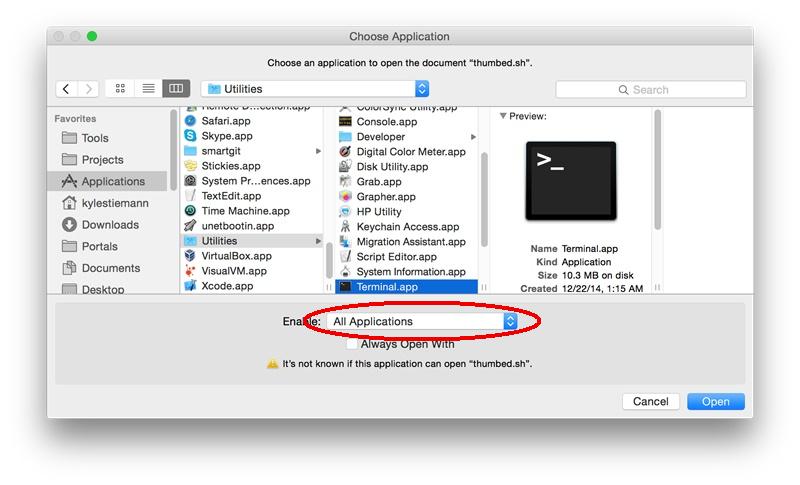 Choose Application
Choose an application to open the document “thumbed.sh”.
Utilities
Search
Favorites
Tools
Projects
Applications
kylestiemann
Downloads
Portals
Documents
Desktop
Remote D...ction.app
Safari.app
Skype.app
smartgit
Stickies.app
System Pr...ences.app
TextEdit.app
Time Machine.app
unetbootin.app
Utilities
VirtualBox.app
VisualVM.app
Xcode.app
ColorSync Utility.app
Console.app
Developer
Digital Color Meter.app
Disk Utility.app
Grab.app
Grapher.app
HP Utility
Keychain Access.app
Migration Assistant.app
Script Editor.app
System Information.app
Terminal.app
Preview:
>_
Name Terminal.app
Kind Application
Size 10.3 MB on disk
Created 12/22/14, 1:15 AM
Enable: All Applications
Always Open With
It’s not known if this application can open “thumbed.sh”.
Cancel
Open